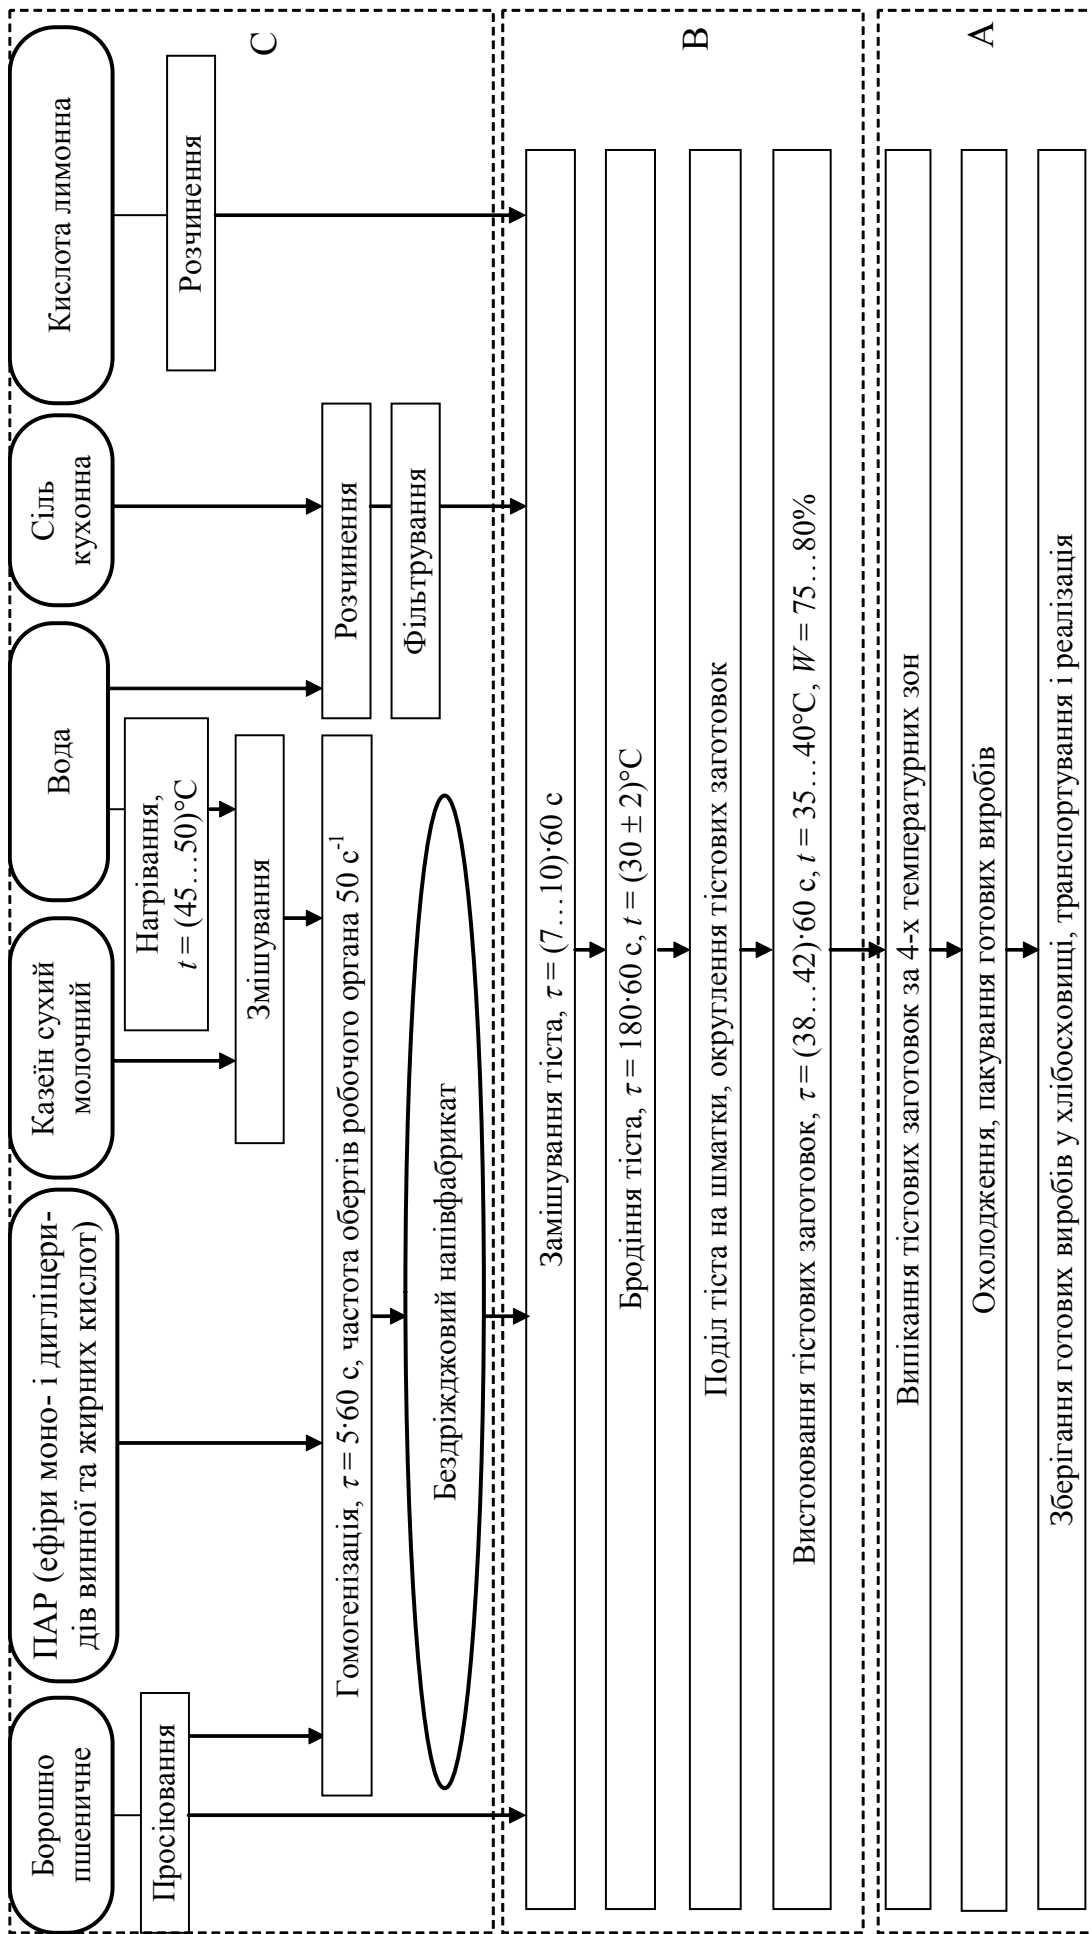 Борошно
пшеничне
ПАР (ефіри моно- і дигліцери-
дів винної та жирних кислот)
Казеїн сухий
молочний
Вода
Сіль
кухонна
Кислота лимонна
Просіювання
Нагрівання,
t = (45…50)°С
Змішування
Розчинення
Розчинення
Фільтрування
Гомогенізація, τ = 5·60 с, частота обертів робочого органа 50 с⁻¹
Бездріжджовий напівфабрикат
С
Замішування тіста, τ = (7…10)·60 с
Бродіння тіста, τ = 180·60 с, t = (30 ± 2)°С
Поділ тіста на шматки, округлення тістових заготовок
Вистоювання тістових заготовок, τ = (38…42)·60 с, t = 35…40°С, W = 75…80%
В
Випікання тістових заготовок за 4-х температурних зон
Охолодження, пакування готових виробів
Зберігання готових виробів у хлібосховищі, транспортування і реалізація
А